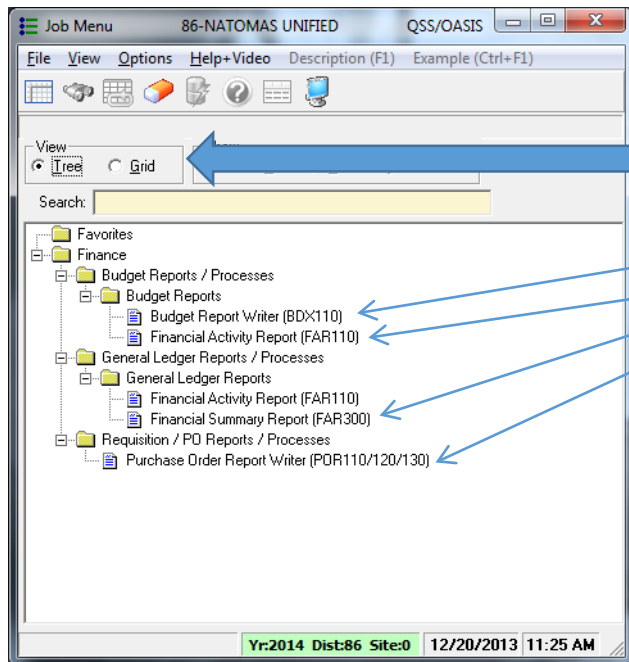 Job Menu 86-NATOMAS UNIFIED QSS/OASIS
File View Options Help+Video Description (F1) Example (Ctrl+F1)
View
Tree Grid
Search:
Favorites
Finance
Budget Reports / Processes
Budget Reports
Budget Report Writer (BDX110)
Financial Activity Report (FAR110)
General Ledger Reports / Processes
General Ledger Reports
Financial Activity Report (FAR110)
Financial Summary Report (FAR300)
Requisition / PO Reports / Processes
Purchase Order Report Writer (POR110/120/130)
Yr:2014 Dist:86 Site:0 12/20/2013 11:25 AM